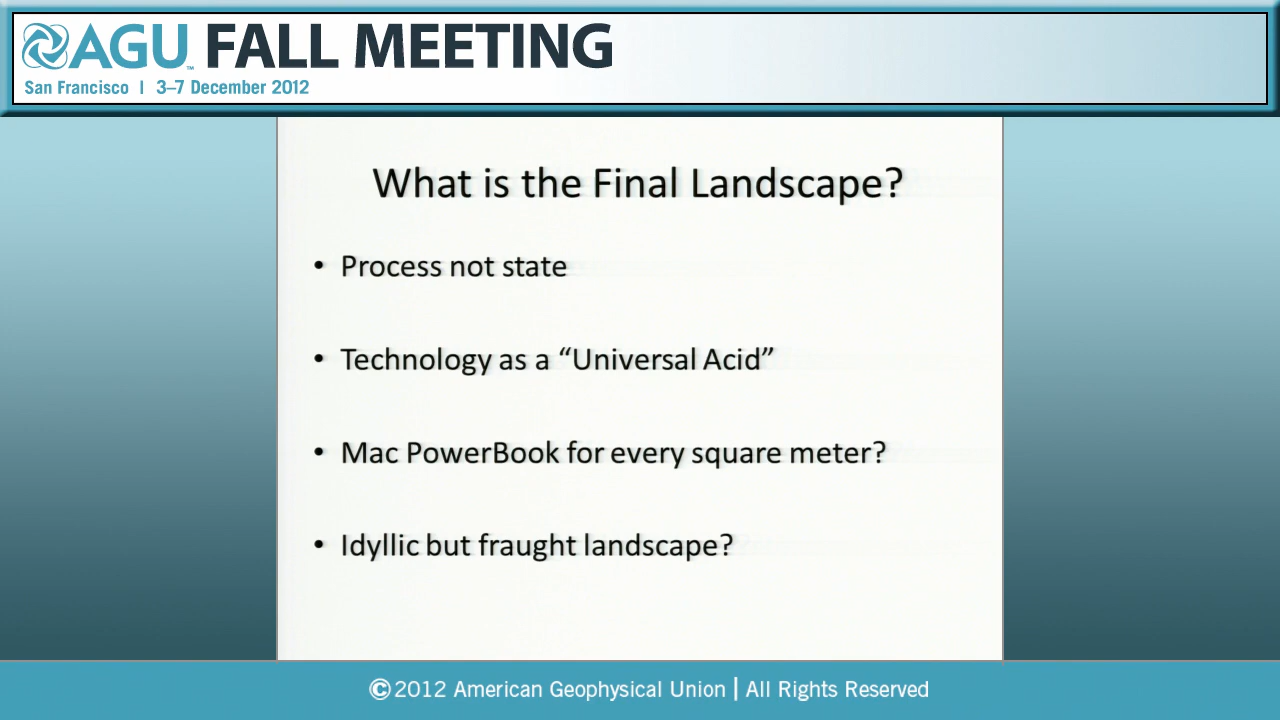 AGU™ FALL MEETING
San Francisco | 3–7 December 2012
What is the Final Landscape?
• Process not state
• Technology as a “Universal Acid”
• Mac PowerBook for every square meter?
• Idyllic but fraught landscape?
©2012 American Geophysical Union | All Rights Reserved